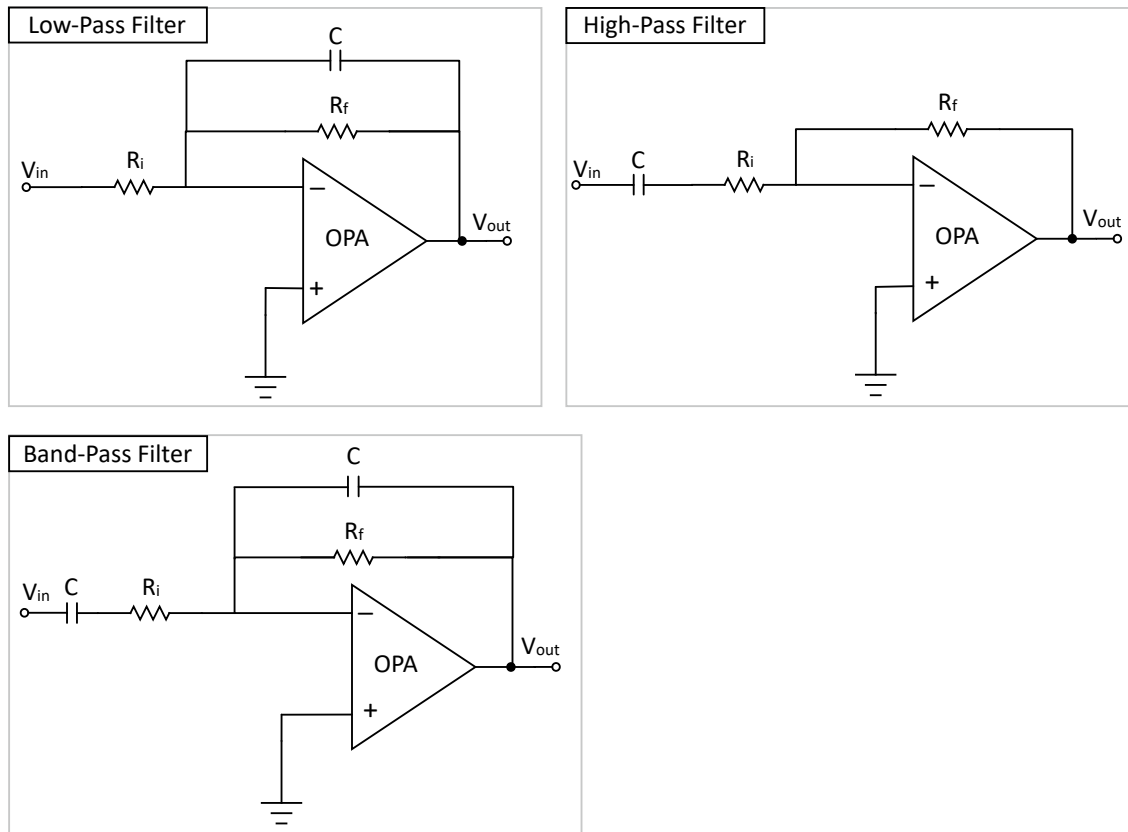 Low-Pass Filter
C
Rf
Ri
Vin
−
OPA
+
Vout
High-Pass Filter
Rf
Vin
C
Ri
−
OPA
+
Vout
Band-Pass Filter
C
Rf
Vin
C
Ri
−
OPA
+
Vout